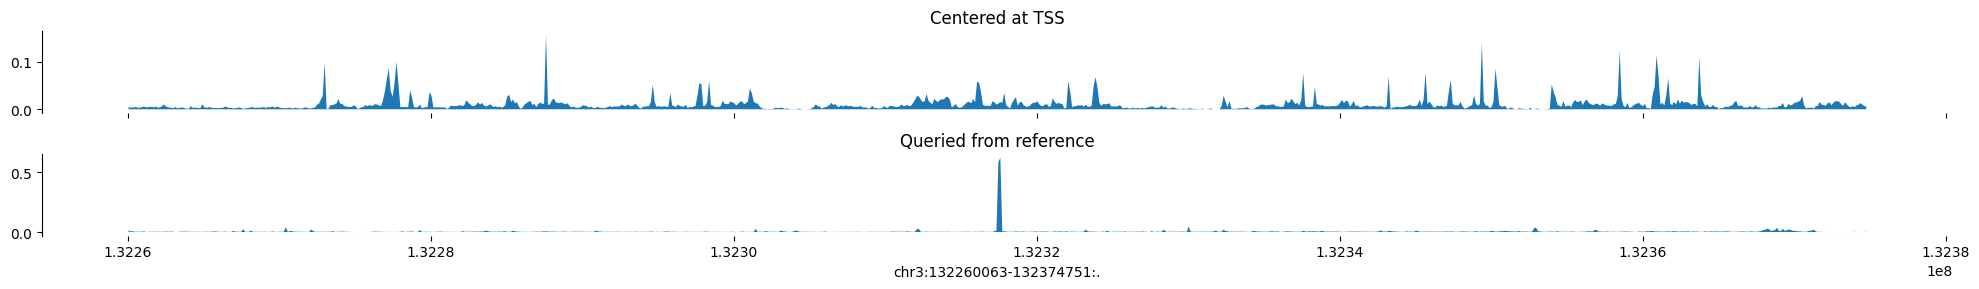 Centered at TSS
0.1
0.0
Queried from reference
0.5
0.0
1.3226 1.3228 1.3230 1.3232 1.3234 1.3236 1.3238
chr3:132260063-132374751:. 1e8